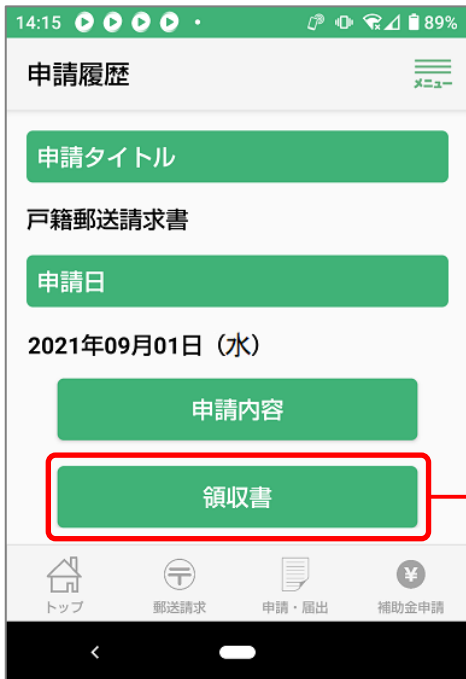 14:15 89%
申請履歴
メニュー
申請タイトル
戸籍郵送請求書
申請日
2021年09月01日（水）
申請内容
領収書
トップ 郵送請求 申請・届出 補助金申請